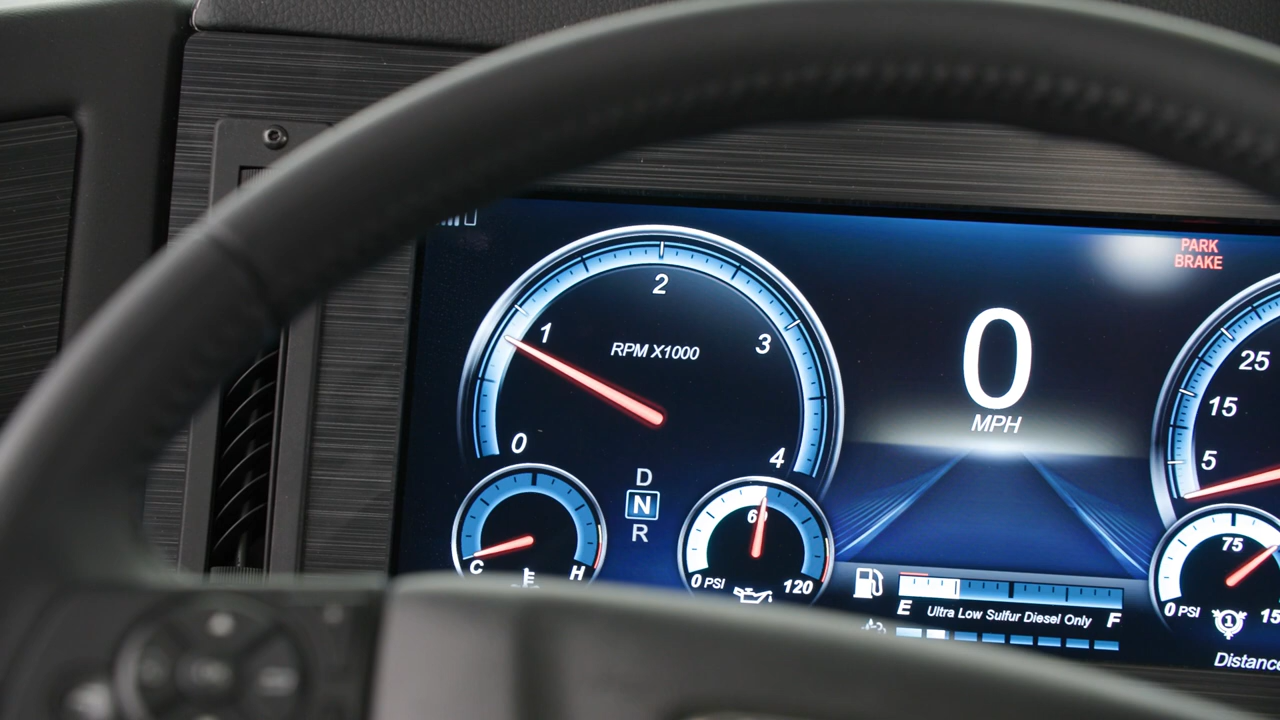 PARK
BRAKE
2
1
3
RPM X1000
0
4
0
MPH
25
15
5
D
N
R
C
H
60
0 PSI
120
E
F
Ultra Low Sulfur Diesel Only
75
0 PSI
1
Distance